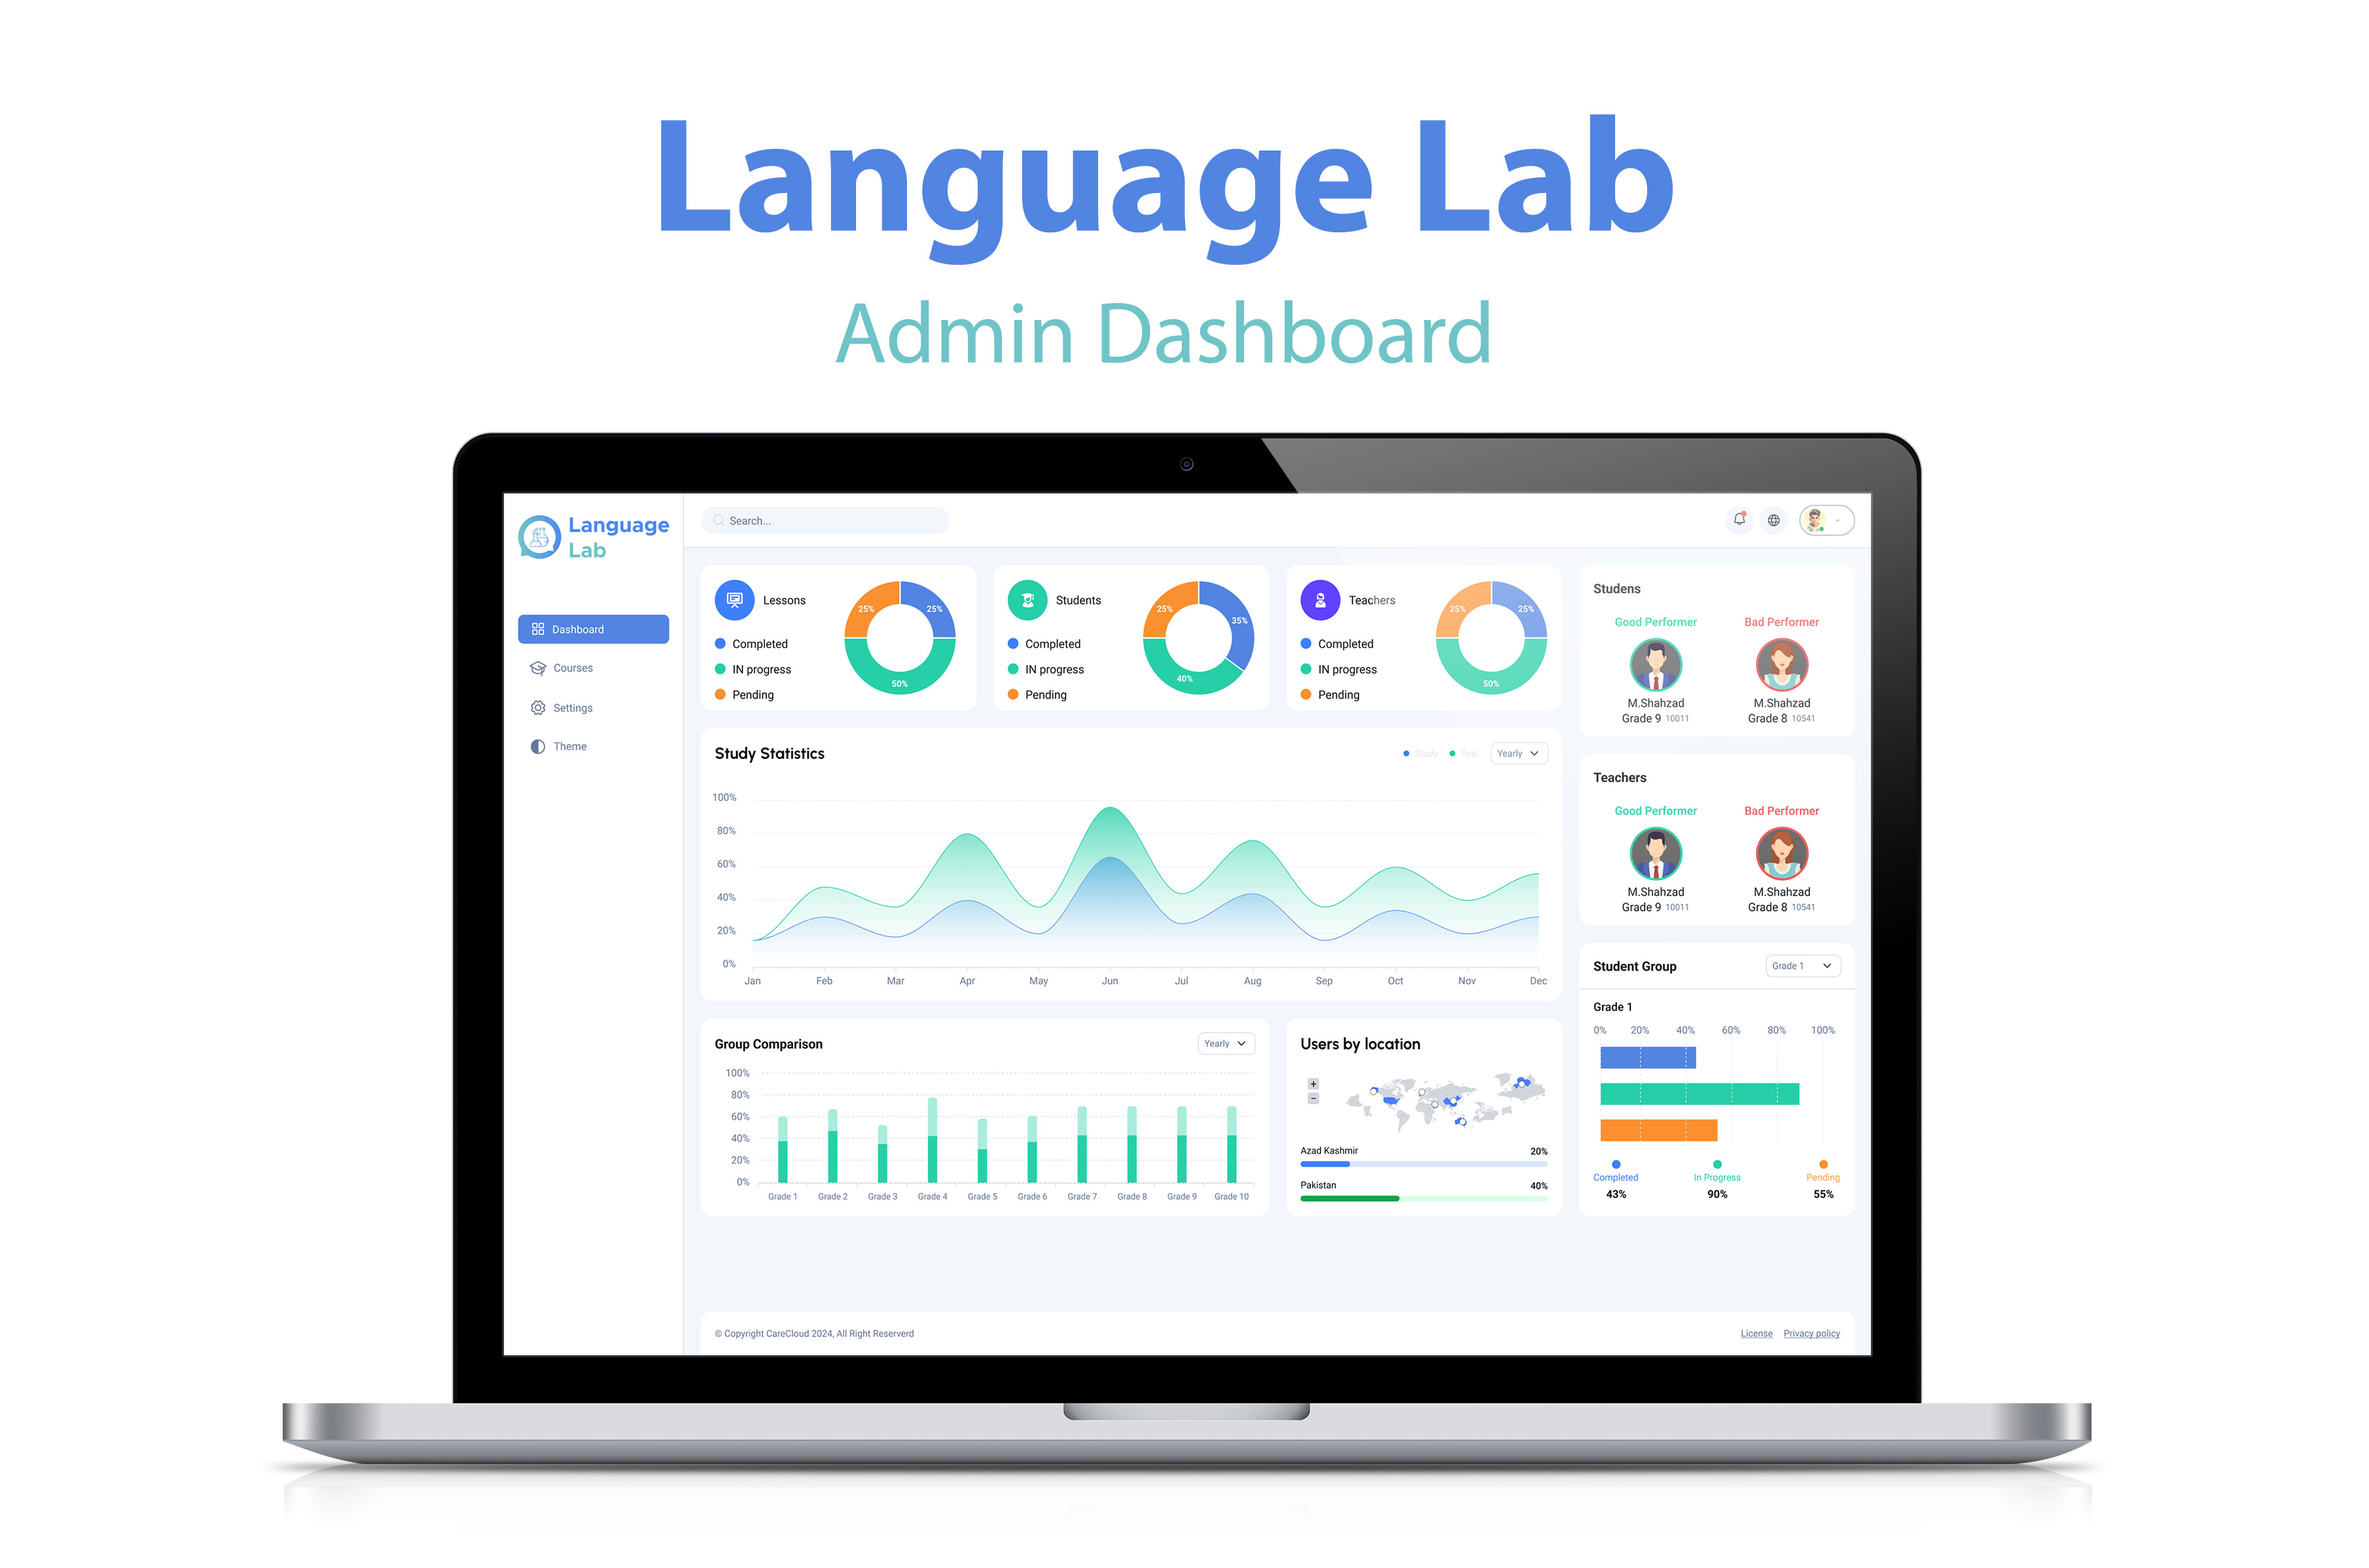 Language Lab
Admin Dashboard
Language
Lab
Search...
Dashboard
Courses
Settings
Theme
Lessons
Completed
IN progress
Pending
25%
25%
50%
Students
Completed
IN progress
Pending
25%
35%
40%
Teachers
Completed
IN progress
Pending
25%
25%
50%
Studens
Good Performer
Bad Performer
M.Shahzad
M.Shahzad
Grade 9 10011
Grade 8 10541
Study Statistics
Study
Test
Yearly
100%
80%
60%
40%
20%
0%
Jan
Feb
Mar
Apr
May
Jun
Jul
Aug
Sep
Oct
Nov
Dec
Teachers
Good Performer
Bad Performer
M.Shahzad
M.Shahzad
Grade 9 10011
Grade 8 10541
Group Comparison
Yearly
100%
80%
60%
40%
20%
0%
Grade 1
Grade 2
Grade 3
Grade 4
Grade 5
Grade 6
Grade 7
Grade 8
Grade 9
Grade 10
Users by location
+
−
Azad Kashmir 20%
Pakistan 40%
Student Group
Grade 1
Grade 1
0% 20% 40% 60% 80% 100%
Completed
In Progress
Pending
43%
90%
55%
© Copyright CareCloud 2024, All Right Reserverd
License
Privacy policy